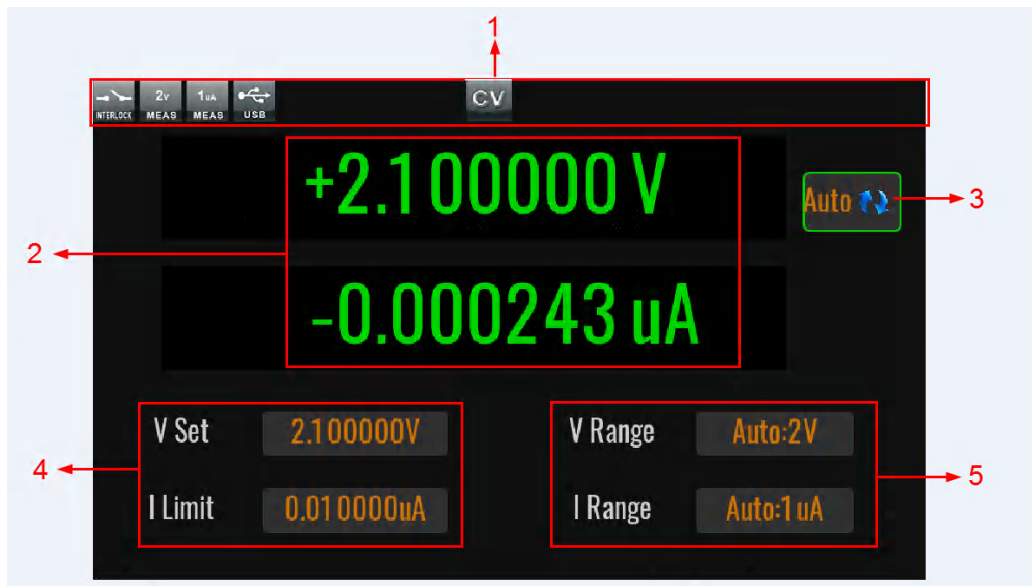 1
2V 1uA CV
INTERLOCK MEAS MEAS USB
+2.100000 V
Auto 3
2
-0.000243 uA
V Set 2.100000V V Range Auto:2V
4 5
I Limit 0.010000uA I Range Auto:1uA